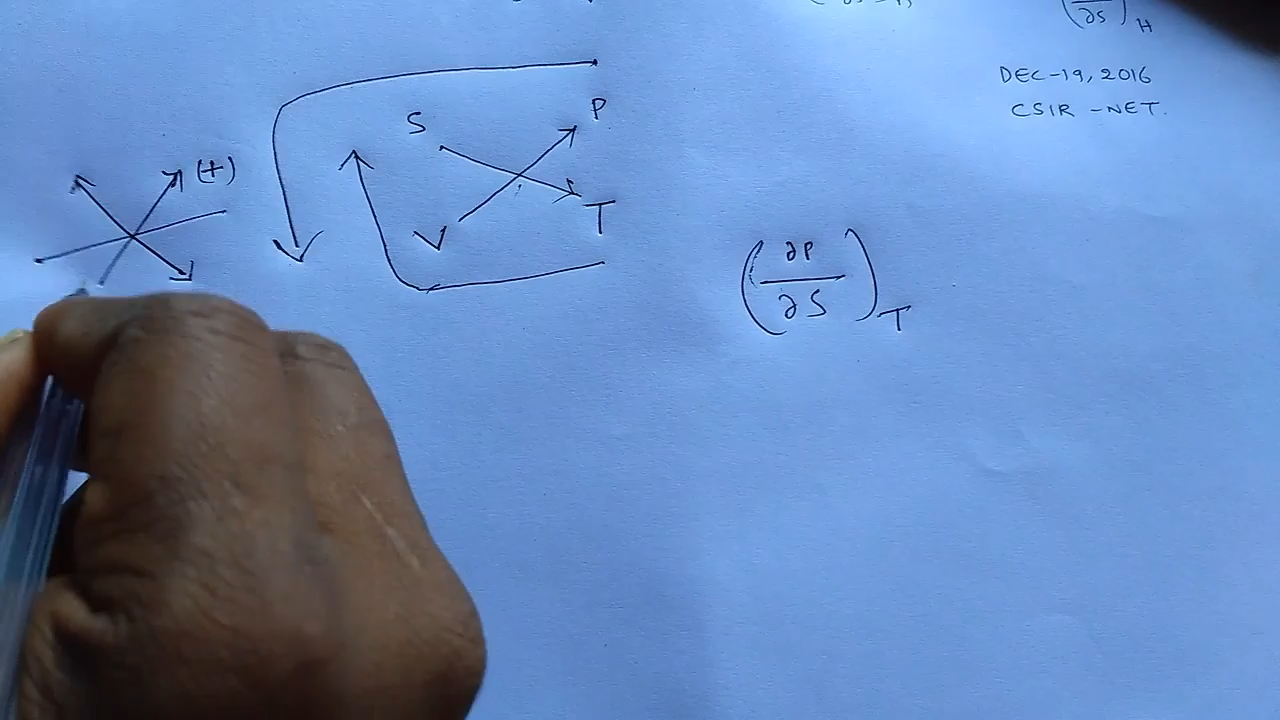 (∂S)H
DEC-19, 2016
CSIR-NET.
S P
(+)
V T
(∂P/∂S)T